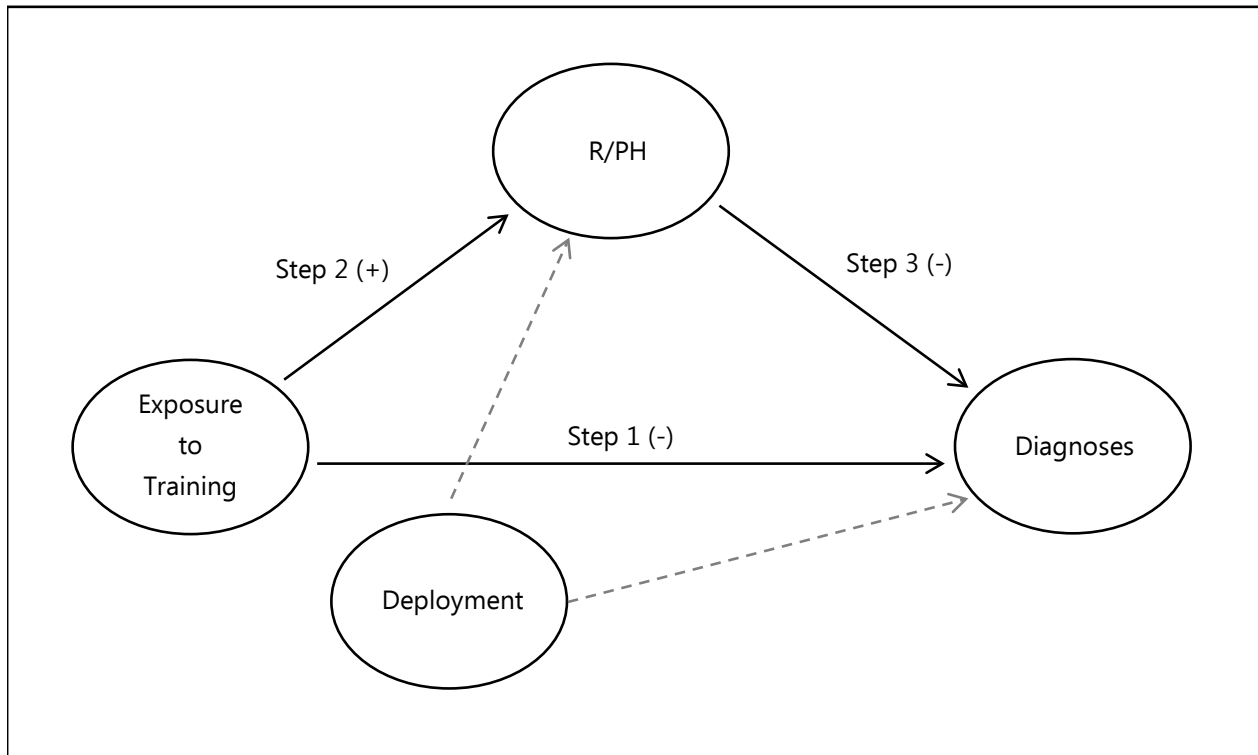 R/PH
Step 2 (+)
Step 3 (-)
Exposure
to
Training
Step 1 (-)
Diagnoses
Deployment